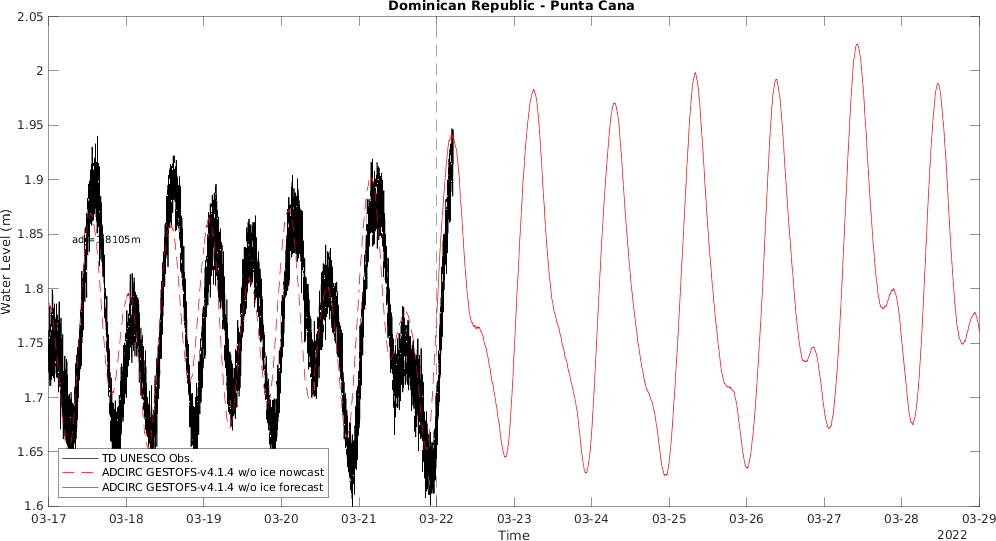 Dominican Republic - Punta Cana
2.05
2
1.95
1.9
1.85
1.8
1.75
1.7
1.65
1.6
Water Level (m)
8105m
TD UNESCO Obs.
ADCIRC GESTOFS-v4.1.4 w/o ice nowcast
ADCIRC GESTOFS-v4.1.4 w/o ice forecast
03-17 03-18 03-19 03-20 03-21 03-22 03-23 03-24 03-25 03-26 03-27 03-28 03-29
Time
2022